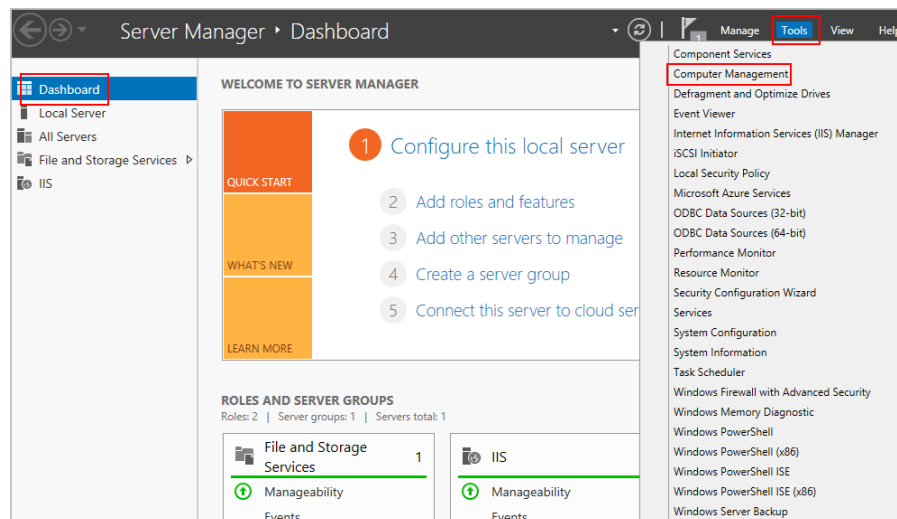 Server Manager • Dashboard
1
Manage
Tools
View
Help
Dashboard
Local Server
All Servers
File and Storage Services
IIS
WELCOME TO SERVER MANAGER
QUICK START
WHAT'S NEW
LEARN MORE
1 Configure this local server
2 Add roles and features
3 Add other servers to manage
4 Create a server group
5 Connect this server to cloud ser
ROLES AND SERVER GROUPS
Roles: 2 | Server groups: 1 | Servers total: 1
File and Storage
Services
1
Manageability
Events
IIS
Manageability
Events
Component Services
Computer Management
Defragment and Optimize Drives
Event Viewer
Internet Information Services (IIS) Manager
iSCSI Initiator
Local Security Policy
Microsoft Azure Services
ODBC Data Sources (32-bit)
ODBC Data Sources (64-bit)
Performance Monitor
Resource Monitor
Security Configuration Wizard
Services
System Configuration
System Information
Task Scheduler
Windows Firewall with Advanced Security
Windows Memory Diagnostic
Windows PowerShell
Windows PowerShell (x86)
Windows PowerShell ISE
Windows PowerShell ISE (x86)
Windows Server Backup